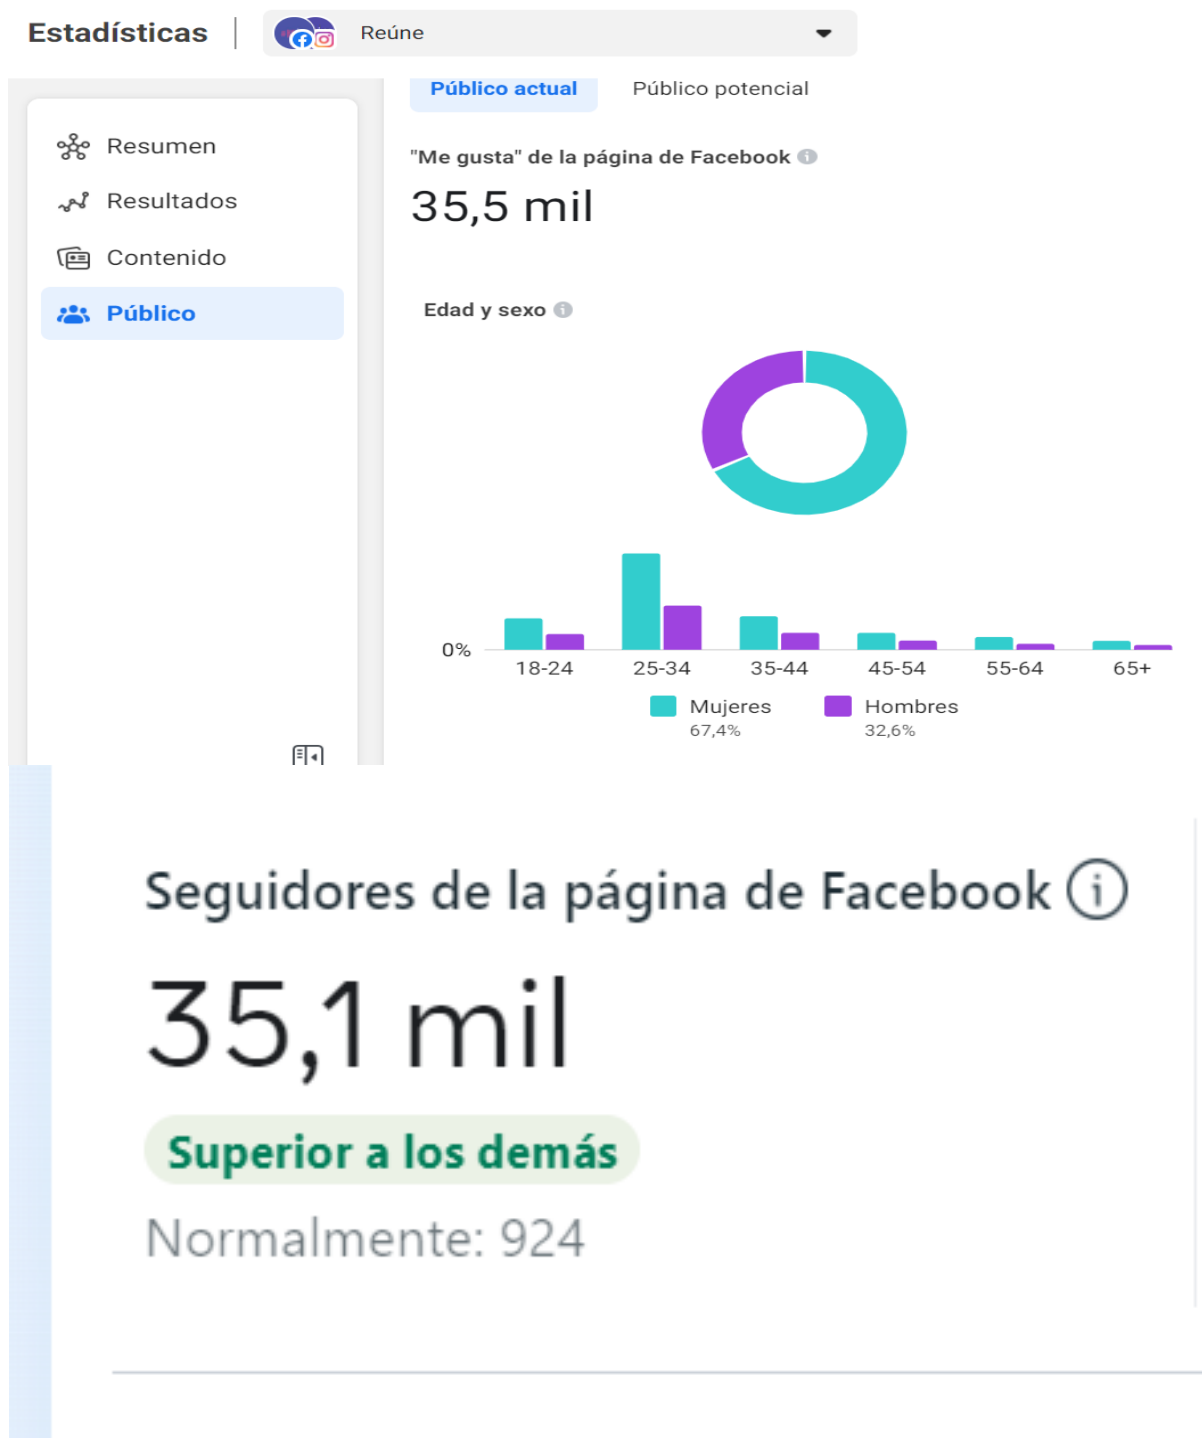 Estadísticas
Reúne
Público actual
Público potencial
Resumen
Resultados
Contenido
Público
"Me gusta" de la página de Facebook
35,5 mil
Edad y sexo
0%
18-24 25-34 35-44 45-54 55-64 65+
Mujeres Hombres
67,4% 32,6%
Seguidores de la página de Facebook
35,1 mil
Superior a los demás
Normalmente: 924